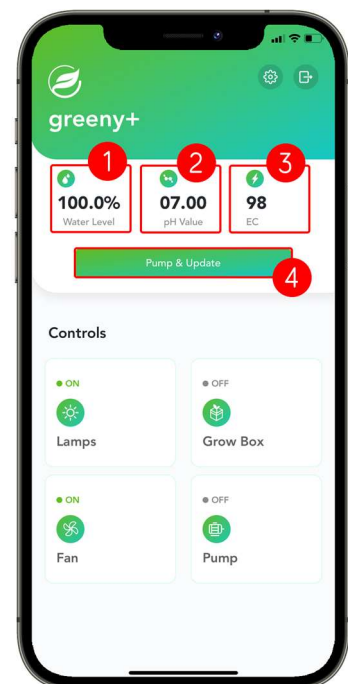 greeny+
1
2
3
100.0%
07.00
98
Water Level
pH Value
EC
Pump & Update
4
Controls
ON
OFF
Lamps
Grow Box
ON
OFF
Fan
Pump